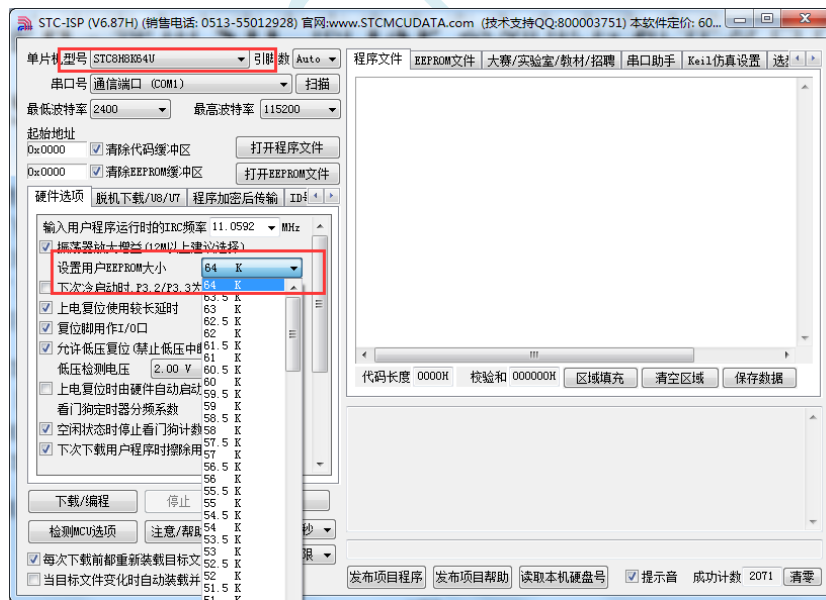 STC-ISP (V6.87H) (销售电话: 0513-55012928) 官网:www.STCMCUDATA.com (技术支持QQ:800003751) 本软件定价: 60...
单片机型号 STC8H8K64U 引脚数 Auto
串口号 通信端口 (COM1) 扫描
最低波特率 2400 最高波特率 115200
起始地址
0x0000 清除代码缓冲区 打开程序文件
0x0000 清除EEPROM缓冲区 打开EEPROM文件
硬件选项 脱机下载/U8/U7 程序加密后传输
输入用户程序运行时的IRC频率 11.0592 MHz
振荡器放大增益(12M以上建议选择)
设置用户EEPROM大小 64 K
下次冷启动时,P3.2/P3.3为
上电复位使用较长延时
复位脚用作I/O口
允许低压复位(禁止低压中
低压检测电压 2.00 V
上电复位时由硬件自动启动
看门狗定时器分频系数
空闲状态时停止看门狗计数
下次下载用户程序时擦除用
64 K
63.5 K
63 K
62.5 K
62 K
61.5 K
61 K
60.5 K
60 K
59.5 K
59 K
58.5 K
58 K
57.5 K
57 K
56.5 K
56 K
55.5 K
55 K
54.5 K
54 K
53.5 K
53 K
52.5 K
52 K
51.5 K
51 K
下载/编程 停止
检测MCU选项 注意/帮助 秒
每次下载前都重新装载目标文 限
当目标文件变化时自动装载并
程序文件 EEPROM文件 大赛/实验室/教材/招聘 串口助手 Keil仿真设置 选
代码长度 0000H 校验和 000000H 区域填充 清空区域 保存数据
发布项目程序 发布项目帮助 读取本机硬盘号 提示音 成功计数 2071 清零